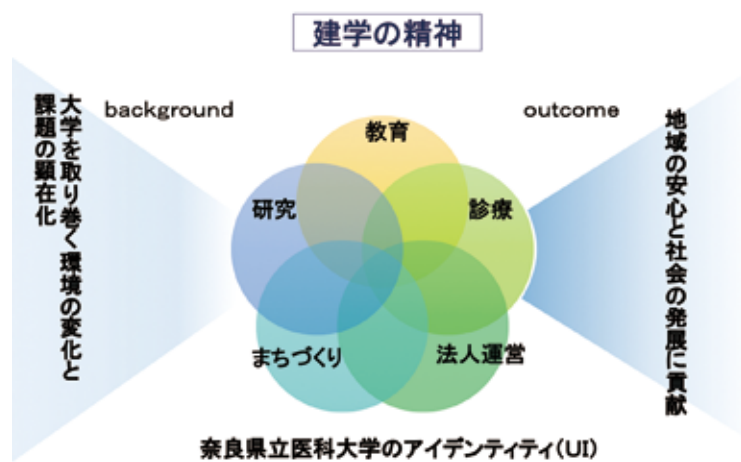 建学の精神
background
outcome
大学を取り巻く環境の変化と
課題の顕在化
教育
研究
診療
まちづくり
法人運営
地域の安心と社会の発展に貢献
奈良県立医科大学のアイデンティティ(UI)